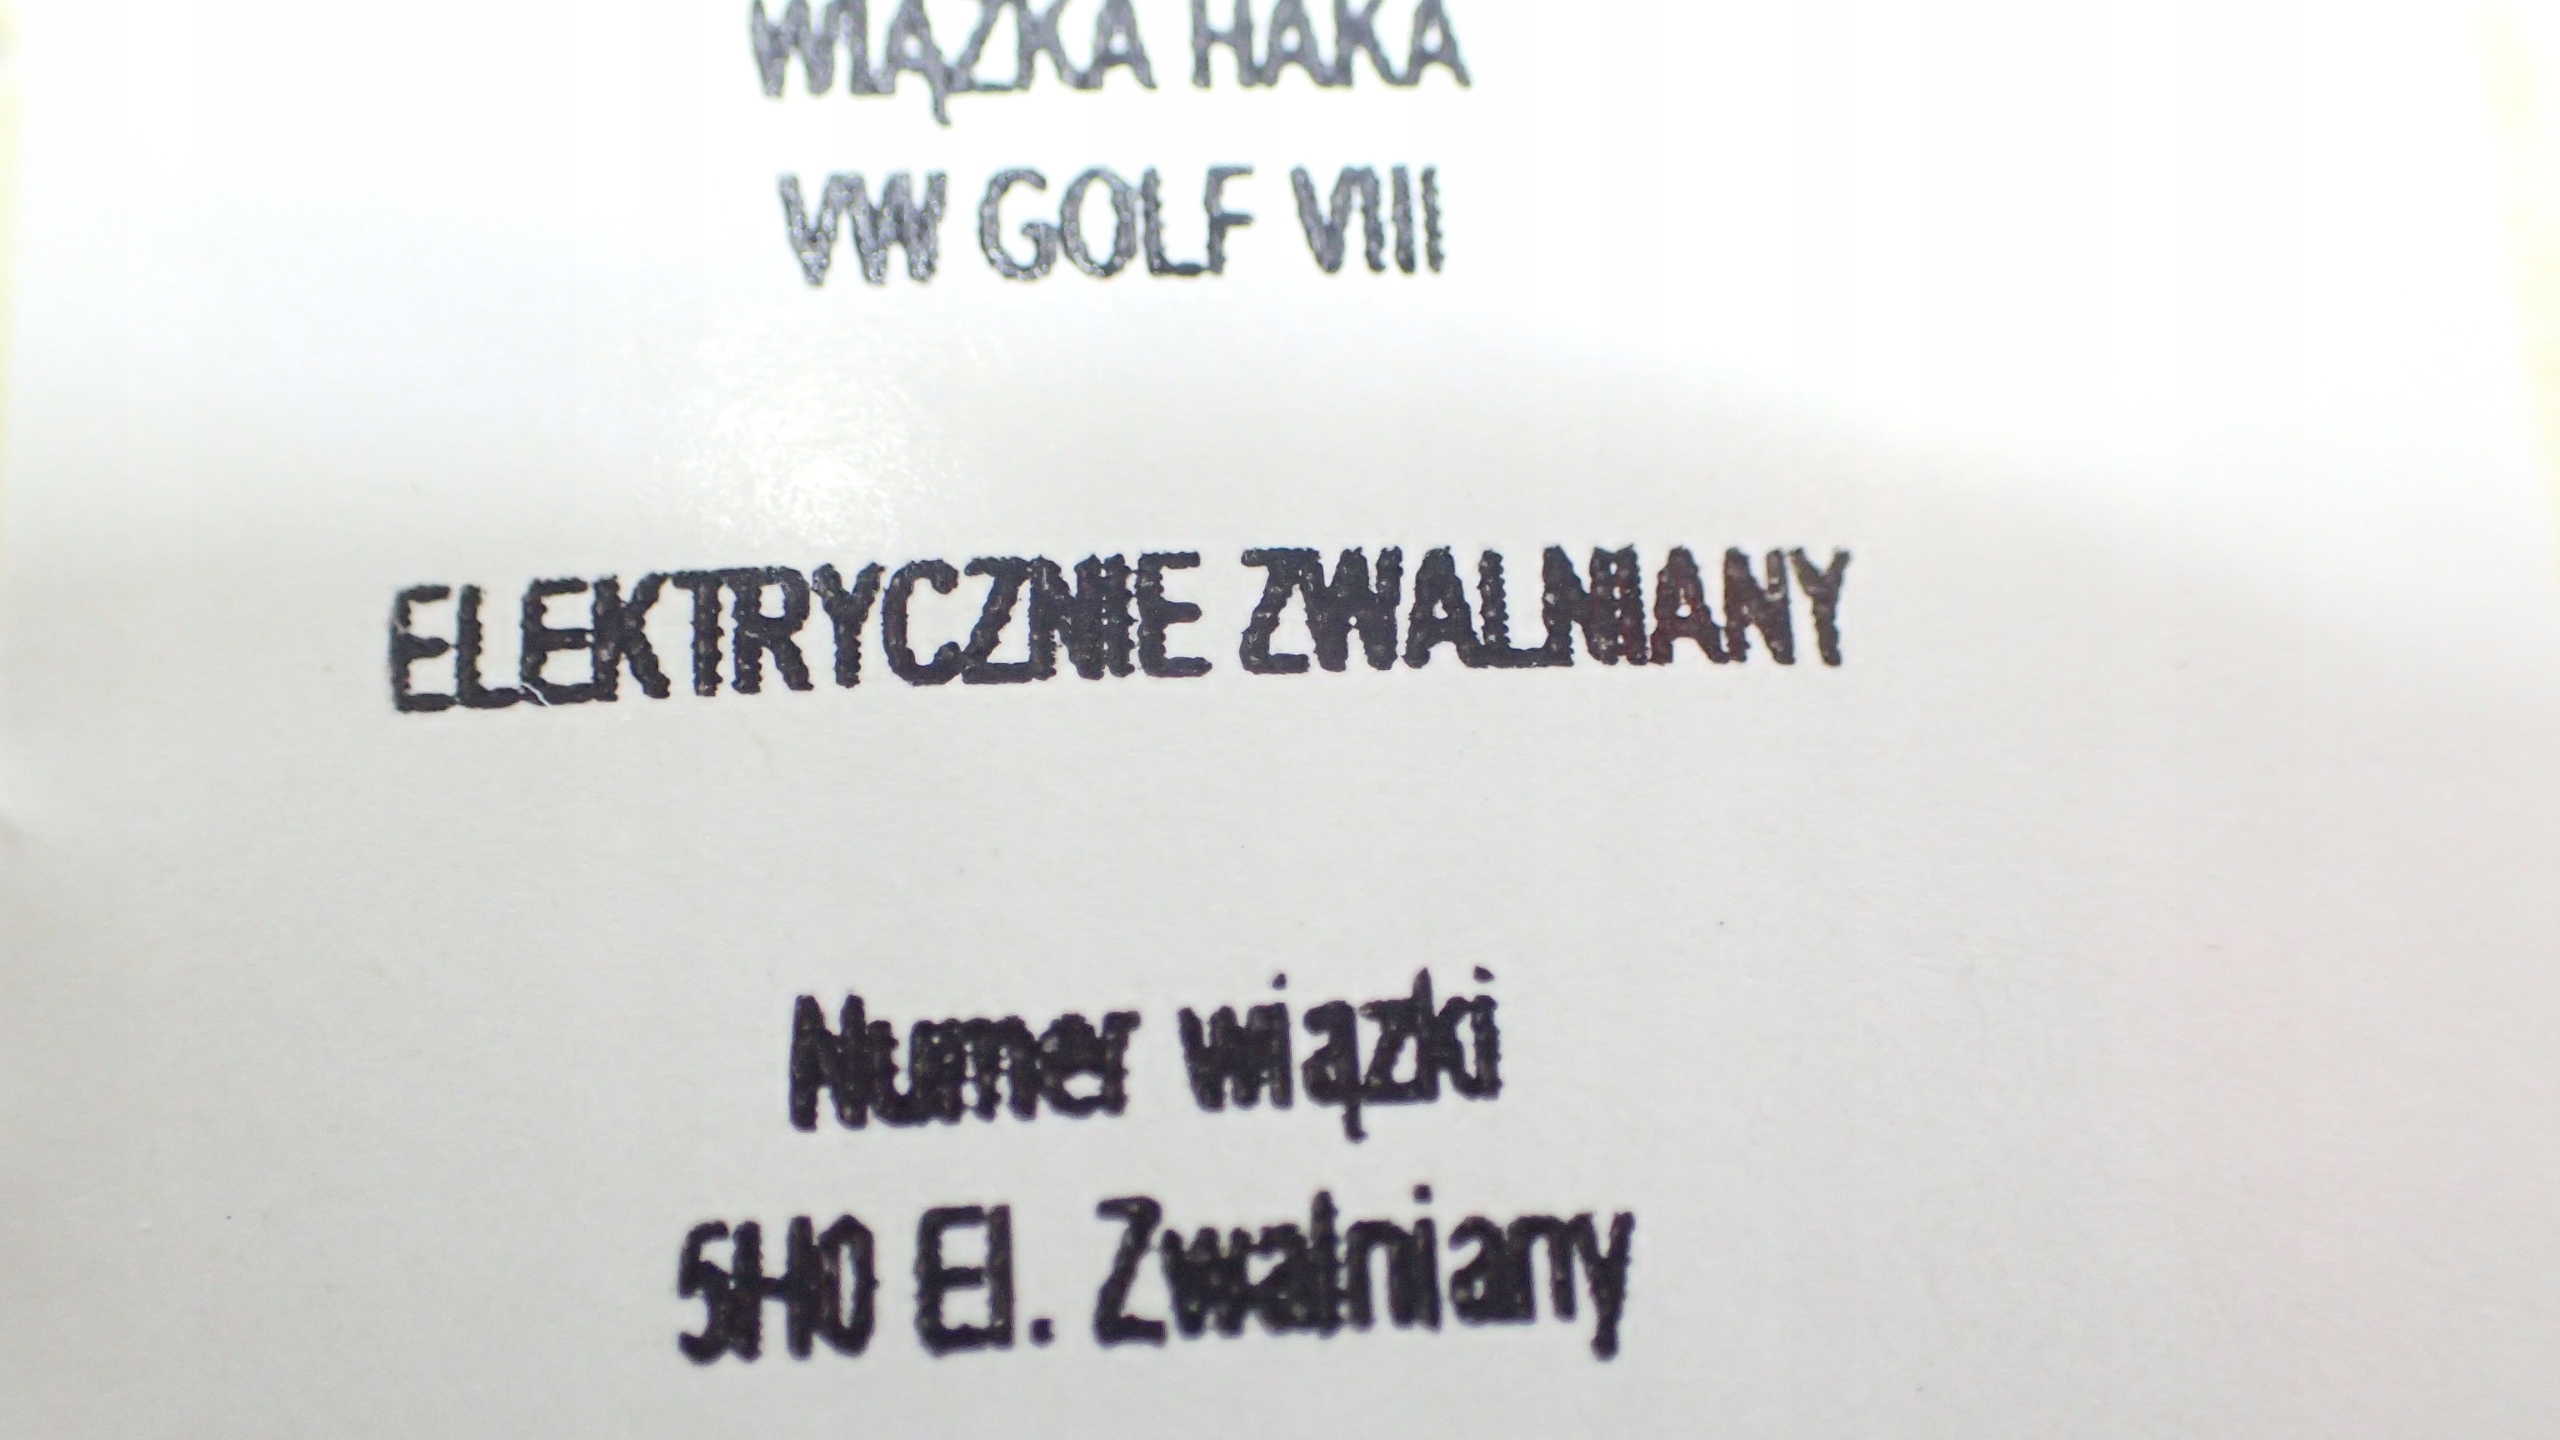 WIĄZKA HAKA
VW GOLF VIII
ELEKTRYCZNIE ZWALNIANY
Numer wiązki
5H0 El. Zwalniany